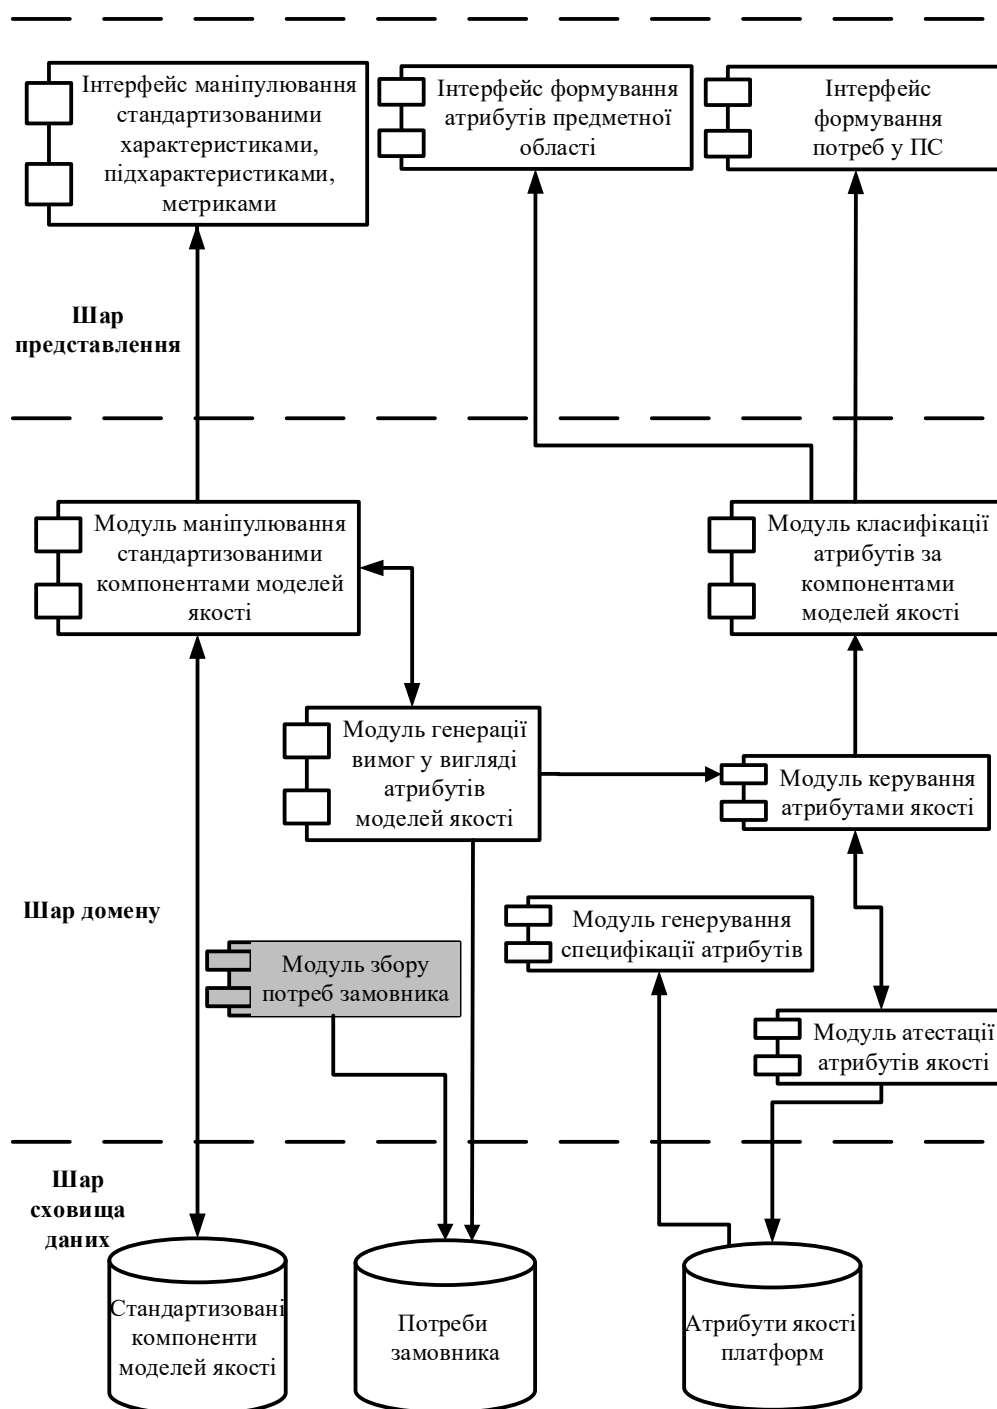 Інтерфейс маніпулювання
стандартизованими
характеристиками,
підхарактеристиками,
метриками
Інтерфейс формування
атрибутів предметної
області
Інтерфейс
формування
потреб у ПС
Шар
представлення
Модуль маніпулювання
стандартизованими
компонентами моделей
якості
Модуль класифікації
атрибутів за
компонентами
моделей якості
Модуль генерації
вимог у вигляді
атрибутів
моделей якості
Модуль керування
атрибутами якості
Шар домену
Модуль генерування
специфікації атрибутів
Модуль збору
потреб замовника
Модуль атестації
атрибутів якості
Шар
сховища
даних
Стандартизовані
компоненти
моделей якості
Потреби
замовника
Атрибути якості
платформ